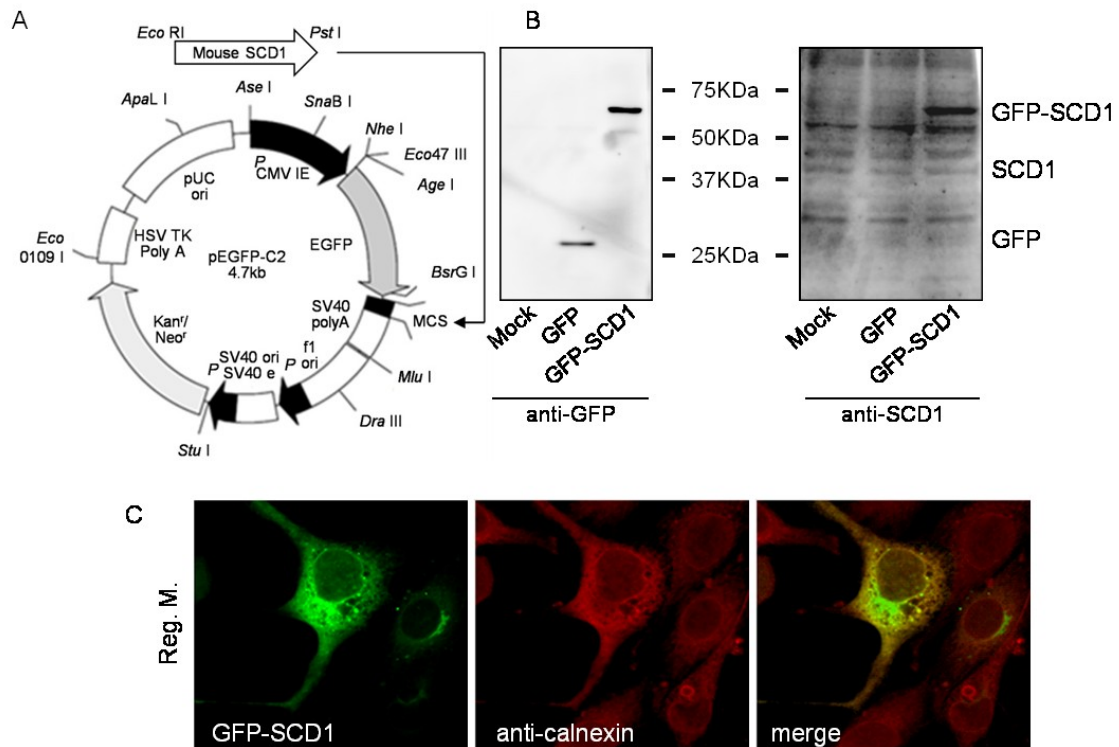 A
Eco RI
Pst I
Mouse SCD1
Ase I
SnaB I
ApaL I
Nhe I
Eco47 III
Age I
PCMV IE
pUC
ori
EGFP
HSV TK
Poly A
Eco
0109 I
pEGFP-C2
4.7kb
BsrG I
SV40
polyA
MCS
Kanr/
Neor
f1
ori
P
SV40 ori
SV40 e
P
Mlu I
Dra III
Stu I
B
75KDa
50KDa
37KDa
25KDa
GFP-SCD1
SCD1
GFP
Mock
GFP
GFP-SCD1
anti-GFP
Mock
GFP
GFP-SCD1
anti-SCD1
C
Reg. M.
GFP-SCD1
anti-calnexin
merge